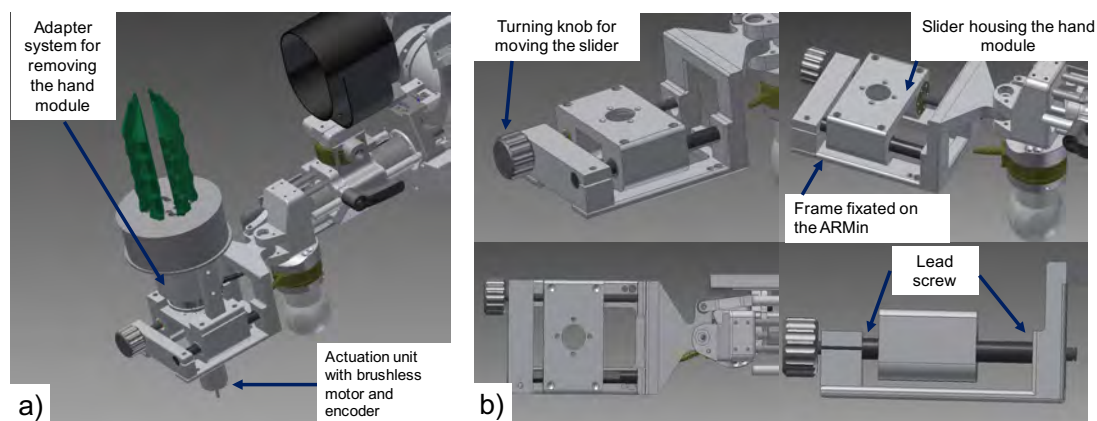 Adapter
system for
removing
the hand
module
Actuation unit
with brushless
motor and
encoder
a)
Turning knob for
moving the slider
Slider housing the hand
module
Frame fixated on
the ARMin
Lead
screw
b)